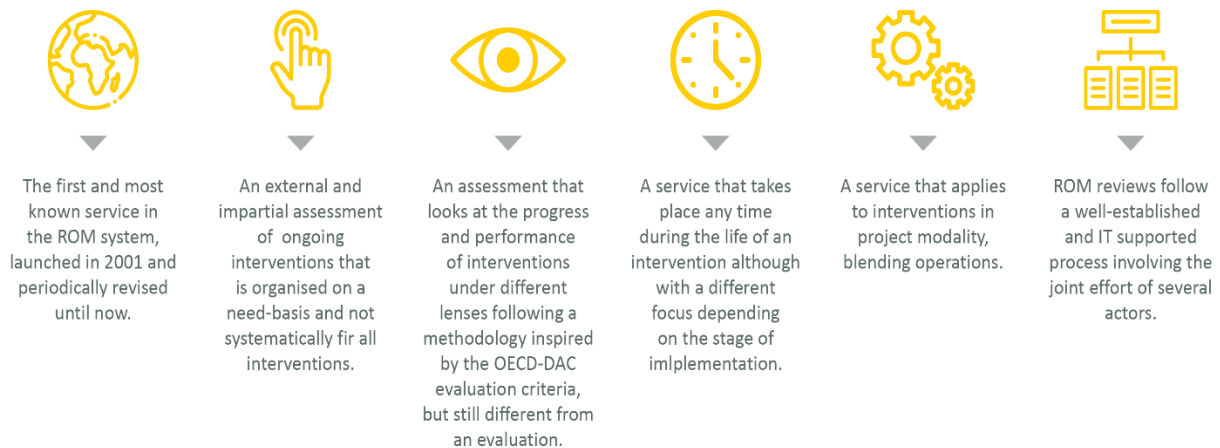 The first and most
known service in
the ROM system,
launched in 2001 and
periodically revised
until now.
An external and
impartial assessment
of ongoing
interventions that
is organised on a
need-basis and not
systematically fir all
interventions.
An assessment that
looks at the progress
and performance
of interventions
under different
lenses following a
methodology inspired
by the OECD-DAC
evaluation criteria,
but still different from
an evaluation.
A service that takes
place any time
during the life of an
intervention although
with a different
focus depending
on the stage of
imlplementation.
A service that applies
to interventions in
project modality,
blending operations.
ROM reviews follow
a well-established
and IT supported
process involving the
joint effort of several
actors.